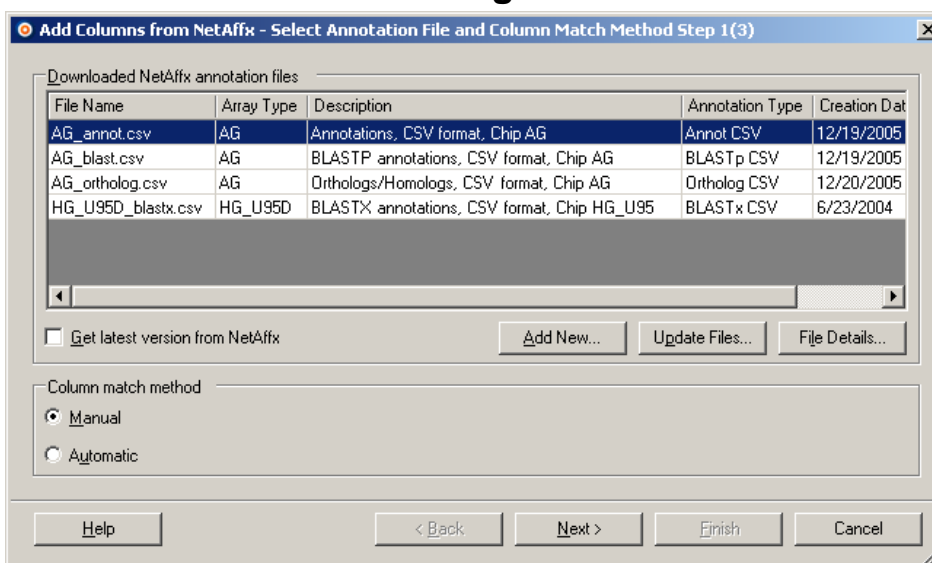 Add Columns from NetAffx - Select Annotation File and Column Match Method Step 1(3)
Downloaded NetAffx annotation files
File Name Array Type Description Annotation Type Creation Dat
AG_annot.csv AG Annotations, CSV format, Chip AG Annot CSV 12/19/2005
AG_blast.csv AG BLASTP annotations, CSV format, Chip AG BLASTp CSV 12/19/2005
AG_ortholog.csv AG Orthologs/Homologs, CSV format, Chip AG Ortholog CSV 12/20/2005
HG_U95D_blastx.csv HG_U95D BLASTX annotations, CSV format, Chip HG_U95 BLASTx CSV 6/23/2004
Get latest version from NetAffx Add New... Update Files... File Details...
Column match method
Manual
Automatic
Help < Back Next > Finish Cancel